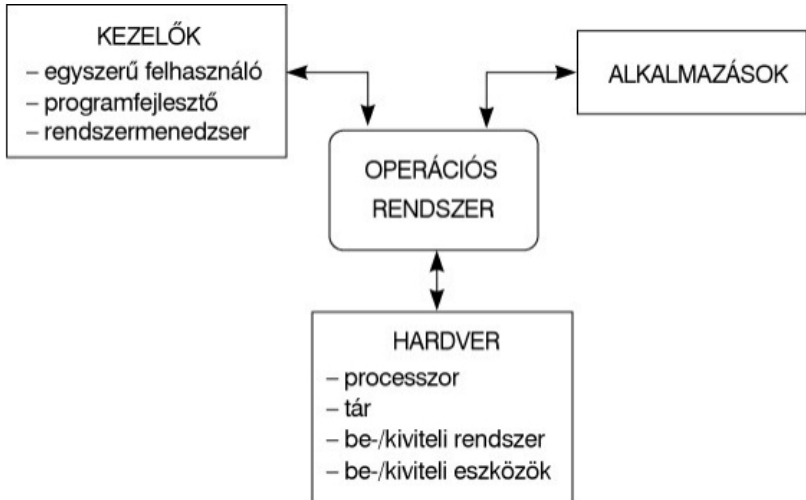 KEZELŐK
– egyszerű felhasználó
– programfejlesztő
– rendszermenedzser
ALKALMAZÁSOK
OPERÁCIÓS
RENDSZER
HARDVER
– processzor
– tár
– be-/kiviteli rendszer
– be-/kiviteli eszközök